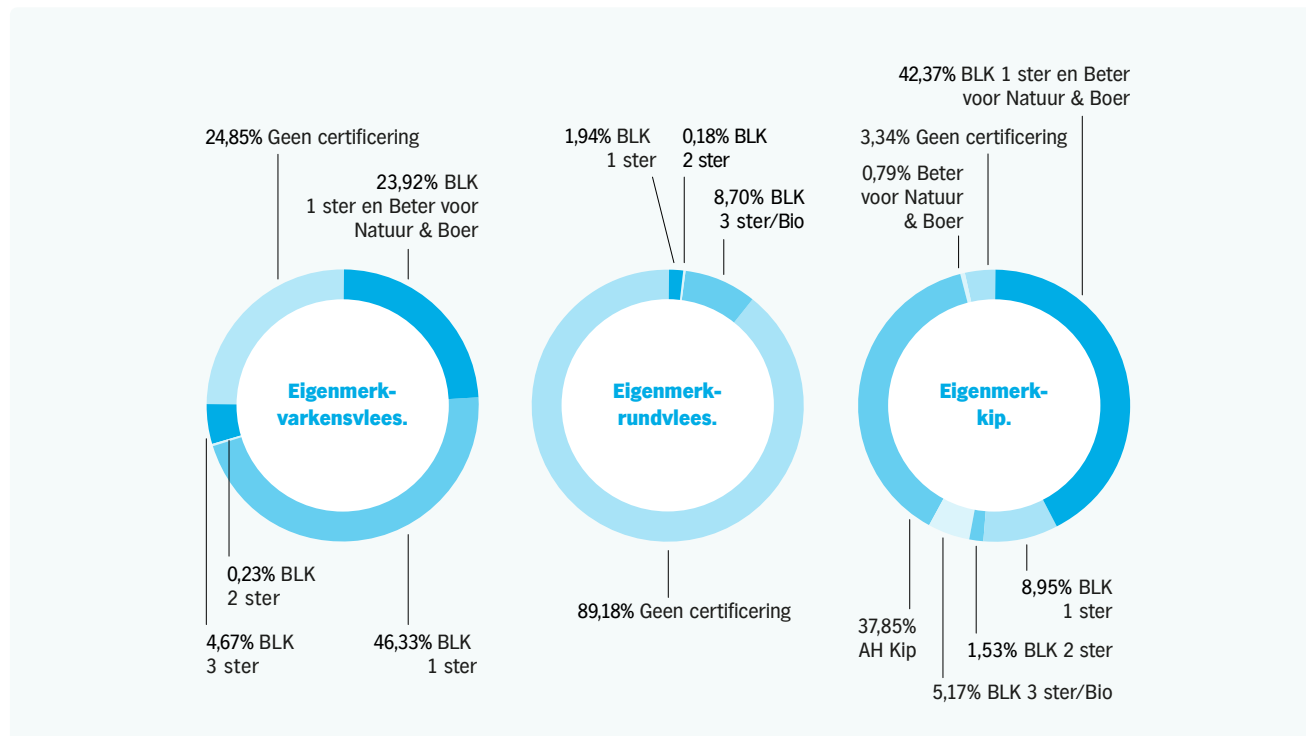 24,85% Geen certificering
23,92% BLK
1 ster en Beter voor
Natuur & Boer
Eigenmerk-
varkensvlees.
0,23% BLK
2 ster
4,67% BLK
3 ster
46,33% BLK
1 ster
1,94% BLK
1 ster
0,18% BLK
2 ster
8,70% BLK
3 ster/Bio
Eigenmerk-
rundvlees.
89,18% Geen certificering
42,37% BLK 1 ster en Beter
voor Natuur & Boer
3,34% Geen certificering
0,79% Beter
voor Natuur
& Boer
Eigenmerk-
kip.
8,95% BLK
1 ster
37,85%
AH Kip
1,53% BLK 2 ster
5,17% BLK 3 ster/Bio